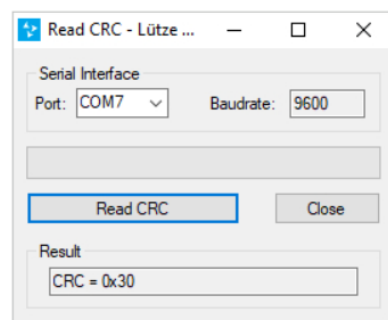 Read CRC - Lütze ...
Serial Interface
Port: COM7 Baudrate: 9600
Read CRC Close
Result
CRC = 0x30